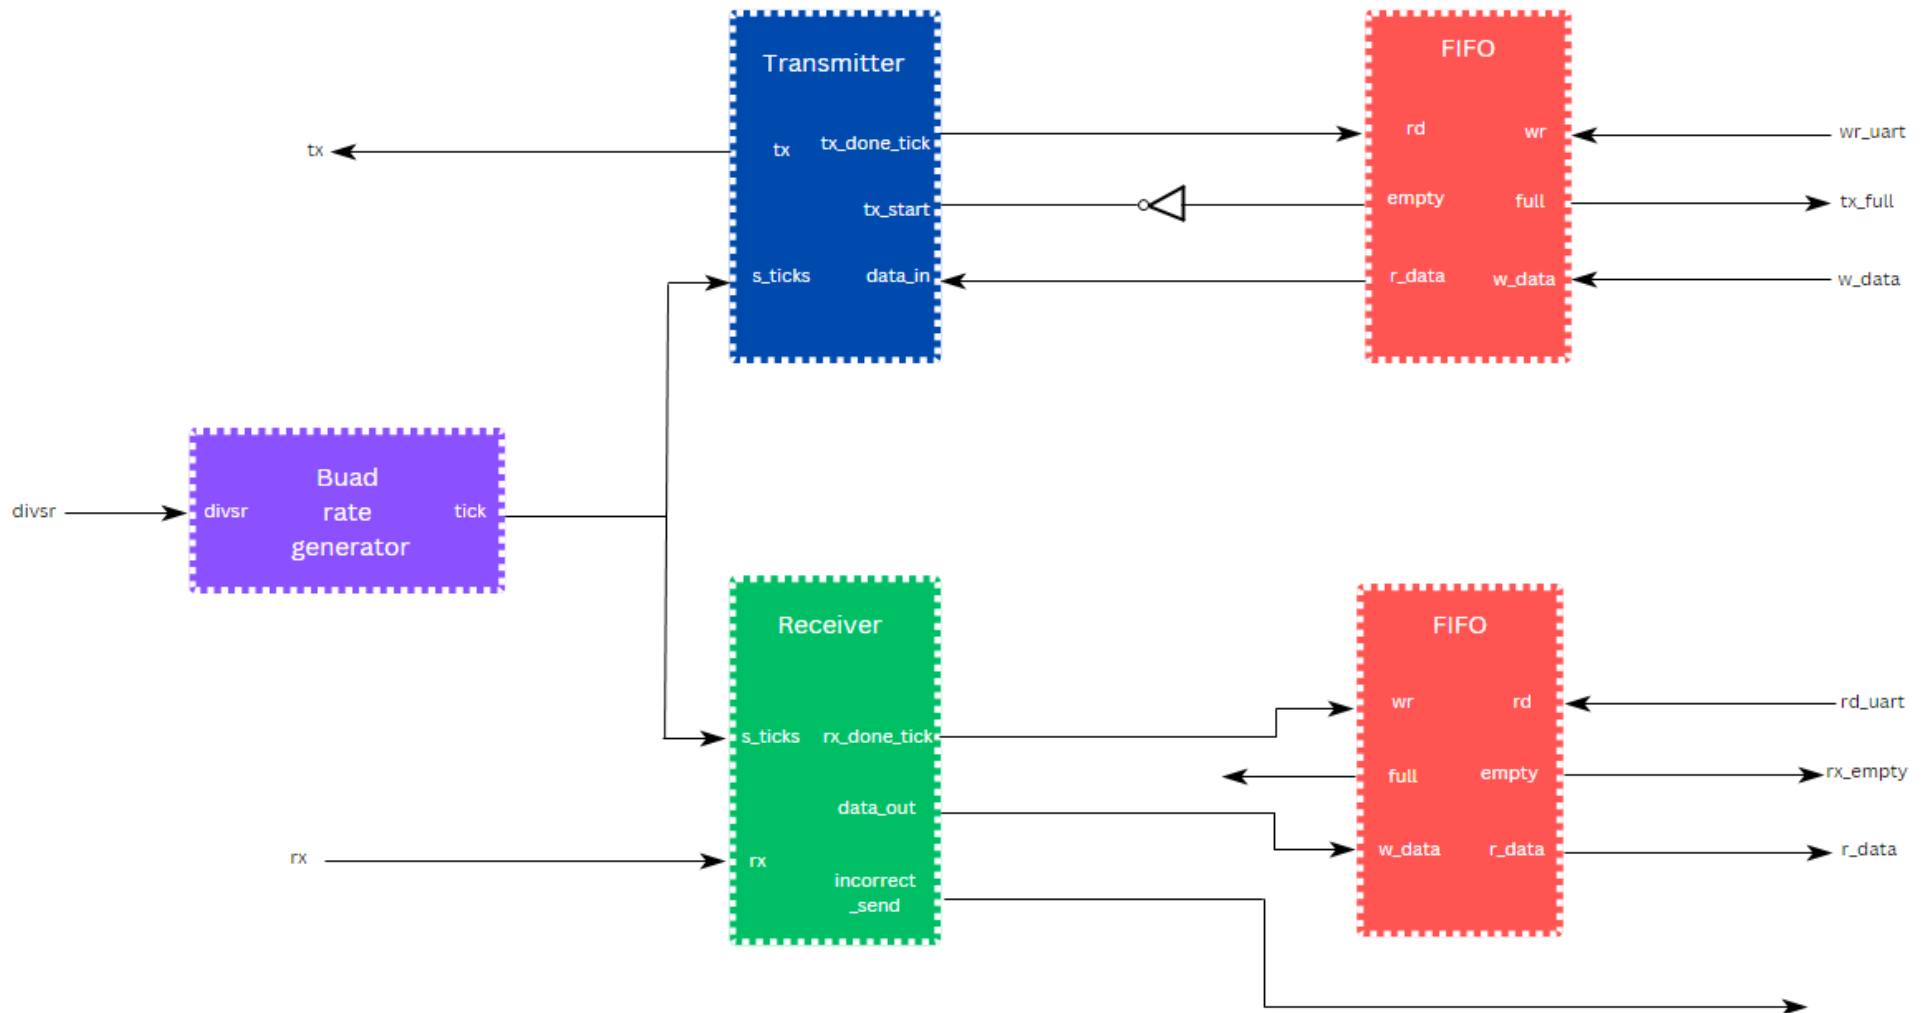 Transmitter
tx
tx
tx_done_tick
tx_start
s_ticks
data_in
FIFO
rd
wr
wr_uart
empty
full
tx_full
r_data
w_data
w_data
divsr
divsr
Buad
rate
generator
tick
Receiver
s_ticks
rx_done_tick
data_out
rx
rx
incorrect
_send
FIFO
wr
rd
rd_uart
full
empty
rx_empty
w_data
r_data
r_data